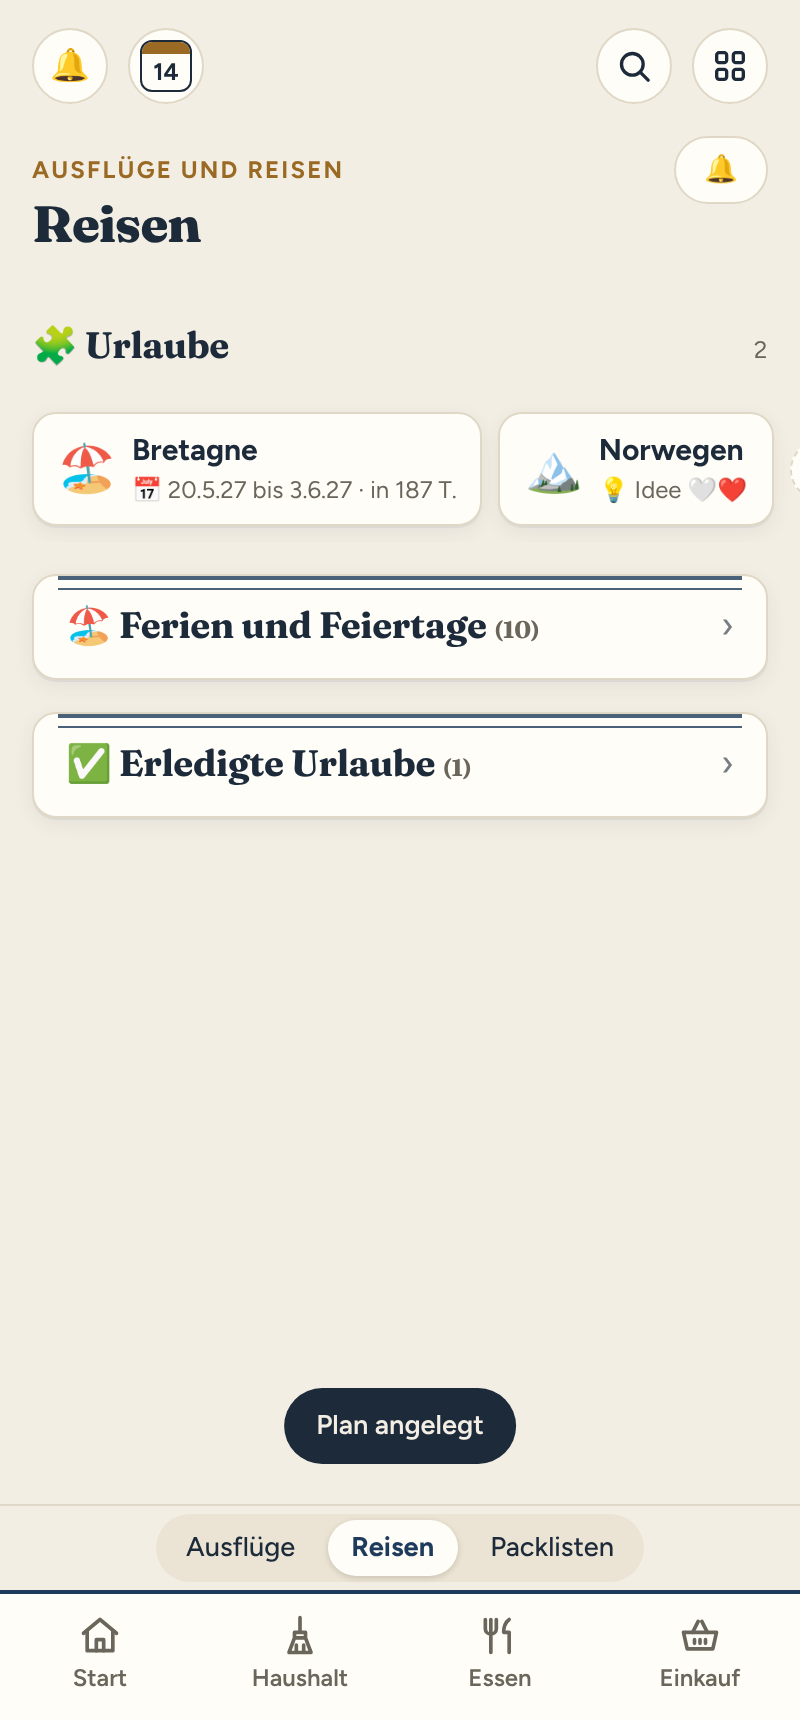 14
AUSFLÜGE UND REISEN
Reisen
Urlaube
2
Bretagne
20.5.27 bis 3.6.27 · in 187 T.
Norwegen
Idee
Ferien und Feiertage (10)
Erledigte Urlaube (1)
Plan angelegt
Ausflüge
Reisen
Packlisten
Start
Haushalt
Essen
Einkauf